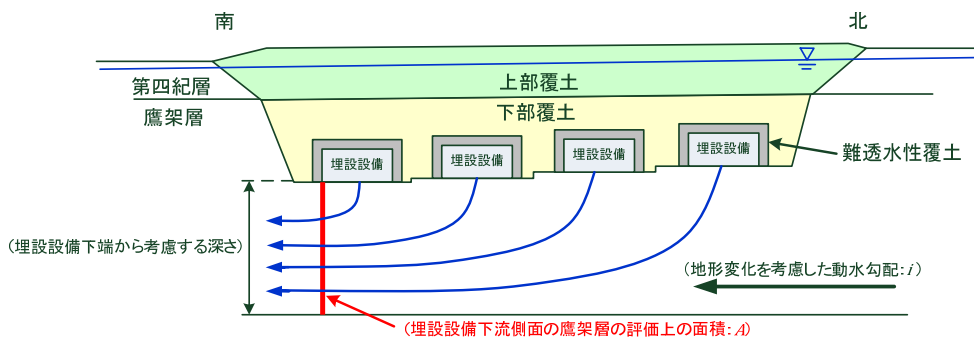 南
北
第四紀層
上部覆土
鷹架層
下部覆土
埋設設備
埋設設備
埋設設備
埋設設備
難透水性覆土
(埋設設備下端から考慮する深さ)
(地形変化を考慮した動水勾配:i)
(埋設設備下流側面の鷹架層の評価上の面積:A)